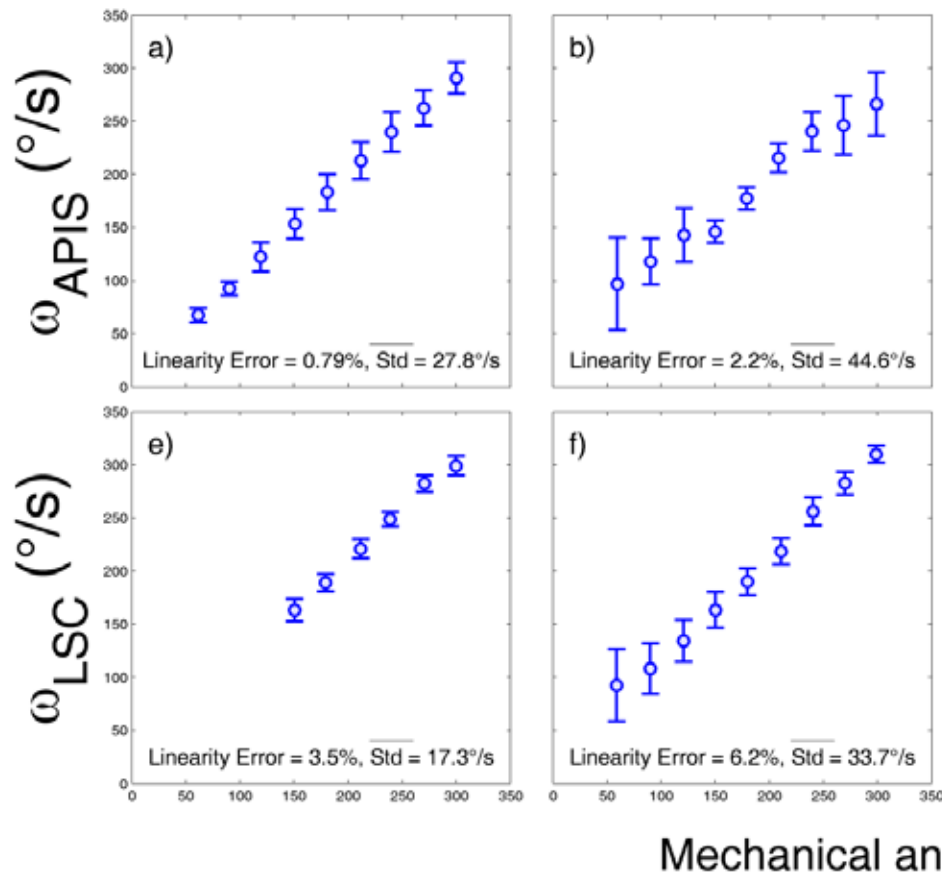 ω_APIS (°/s)
350
300
250
200
150
100
50
0
a)
Linearity Error = 0.79%, Std = 27.8°/s
b)
Linearity Error = 2.2%, Std = 44.6°/s
ω_LSC (°/s)
350
300
250
200
150
100
50
0
e)
Linearity Error = 3.5%, Std = 17.3°/s
0 50 100 150 200 250 300 350
f)
Linearity Error = 6.2%, Std = 33.7°/s
0 50 100 150 200 250 300 350
Mechanical an